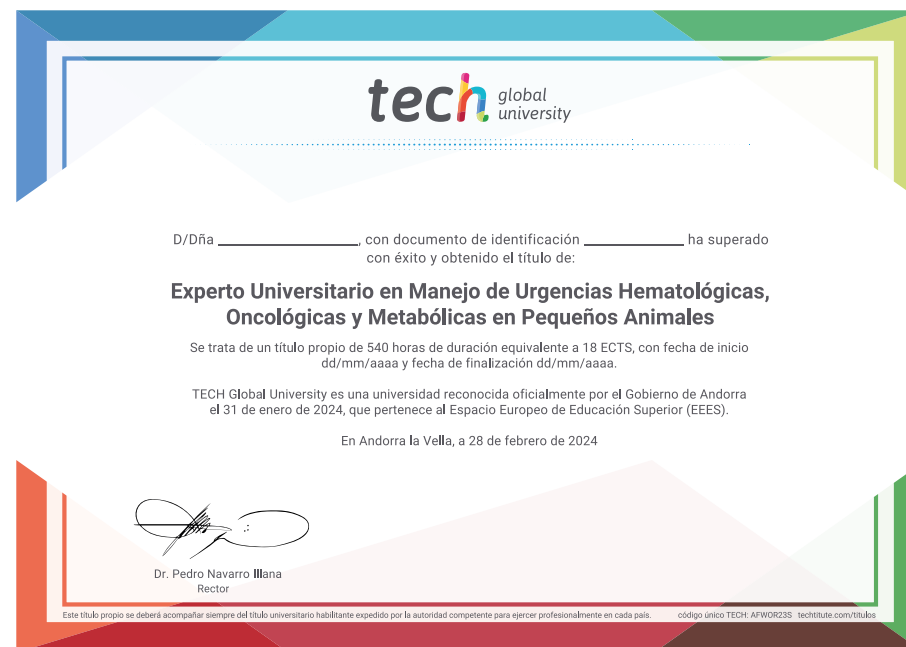 tech global university
D/Dña ____________, con documento de identificación ____________ ha superado
con éxito y obtenido el título de:
Experto Universitario en Manejo de Urgencias Hematológicas,
Oncológicas y Metabólicas en Pequeños Animales
Se trata de un título propio de 540 horas de duración equivalente a 18 ECTS, con fecha de inicio
dd/mm/aaaa y fecha de finalización dd/mm/aaaa.
TECH Global University es una universidad reconocida oficialmente por el Gobierno de Andorra
el 31 de enero de 2024, que pertenece al Espacio Europeo de Educación Superior (EEES).
En Andorra la Vella, a 28 de febrero de 2024
Dr. Pedro Navarro Illana
Rector
Este título propio se deberá acompañar siempre del título universitario habilitante expedido por la autoridad competente para ejercer profesionalmente en cada país. código único TECH: AFWOR23S techtitute.com/titulos